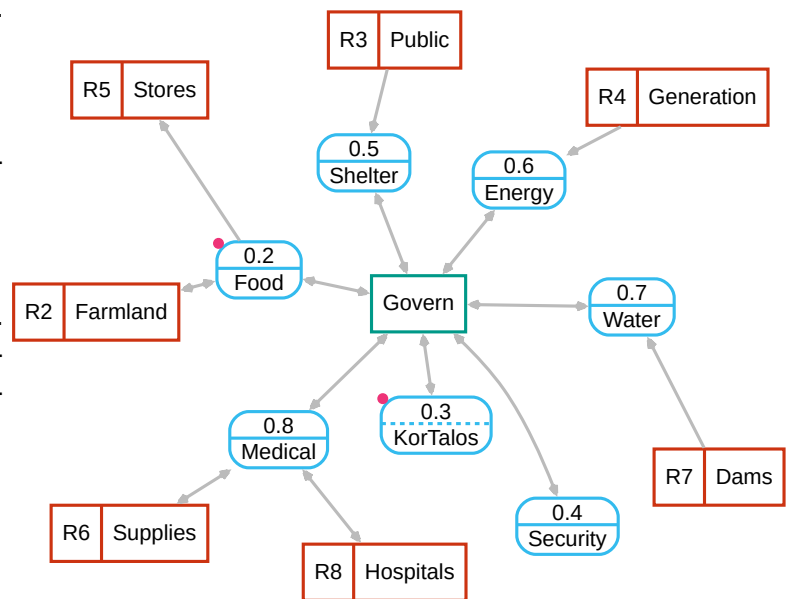 R3 Public
R5 Stores
R4 Generation
0.5
Shelter
0.6
Energy
0.2
Food
R2 Farmland
Govern
0.7
Water
0.3
KorTalos
0.8
Medical
R7 Dams
0.4
Security
R6 Supplies
R8 Hospitals